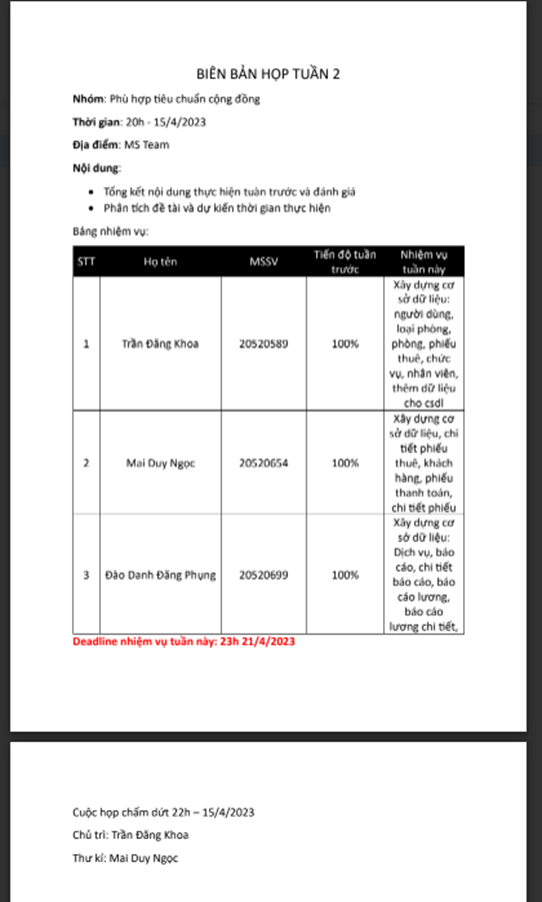 BIÊN BẢN HỌP TUẦN 2
Nhóm: Phù hợp tiêu chuẩn cộng đồng
Thời gian: 20h - 15/4/2023
Địa điểm: MS Team
Nội dung:
• Tổng kết nội dung thực hiện tuần trước và đánh giá
• Phân tích đề tài và dự kiến thời gian thực hiện
Bảng nhiệm vụ:
STT Họ tên MSSV Tiến độ tuần trước Nhiệm vụ tuần này
1 Trần Đăng Khoa 20520589 100% Xây dựng cơ
sở dữ liệu:
người dùng,
loại phòng,
phòng, phiếu
thuê, chức
vụ, nhân viên,
thêm dữ liệu
cho csdl
2 Mai Duy Ngọc 20520654 100% Xây dựng cơ
sở dữ liệu, chi
tiết phiếu
thuê, khách
hàng, phiếu
thanh toán,
chi tiết phiếu
3 Đào Danh Đăng Phụng 20520699 100% Xây dựng cơ
sở dữ liệu:
Dịch vụ, báo
cáo, chi tiết
báo cáo, báo
cáo lương,
báo cáo
lương chi tiết,
Deadline nhiệm vụ tuần này: 23h 21/4/2023
Cuộc họp chấm dứt 22h – 15/4/2023
Chủ trì: Trần Đăng Khoa
Thư kí: Mai Duy Ngọc